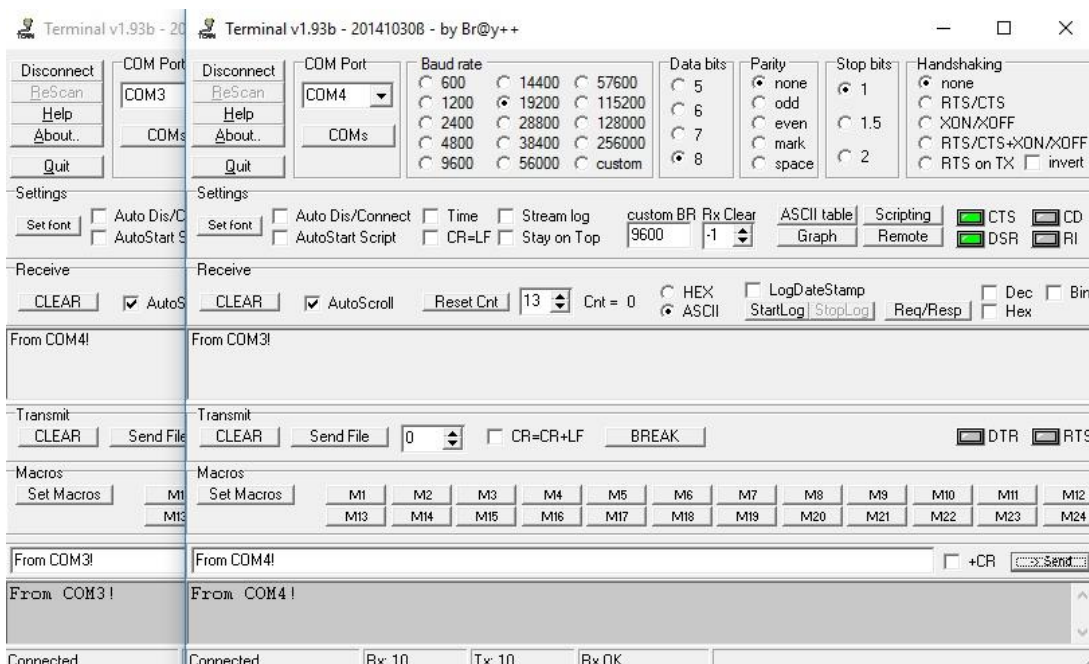 Terminal v1.93b - 20
Disconnect
ReScan
Help
About..
Quit
COM Port
COM3
COMs
Settings
Set font
Auto Dis/C
AutoStart S
Receive
CLEAR
AutoS
From COM4!
Transmit
CLEAR Send File
Macros
Set Macros M1
M13
From COM3!
From COM3!
Connected
Terminal v1.93b - 20141030ß - by Br@y++
Disconnect
ReScan
Help
About..
Quit
COM Port
COM4
COMs
Baud rate
600 14400 57600
1200 19200 115200
2400 28800 128000
4800 38400 256000
9600 56000 custom
Data bits
5
6
7
8
Parity
none
odd
even
mark
space
Stop bits
1
1.5
2
Handshaking
none
RTS/CTS
XON/XOFF
RTS/CTS+XON/XOFF
RTS on TX invert
Settings
Set font
Auto Dis/Connect Time Stream log
AutoStart Script CR=LF Stay on Top
custom BR Rx Clear
9600 -1
ASCII table Scripting
Graph Remote
CTS CD
DSR RI
Receive
CLEAR AutoScroll Reset Cnt 13 Cnt = 0
HEX
ASCII
LogDateStamp
StartLog StopLog Req/Resp
Dec Bin
Hex
From COM3!
Transmit
CLEAR Send File 0 CR=CR+LF BREAK DTR RTS
Macros
Set Macros
M1 M2 M3 M4 M5 M6 M7 M8 M9 M10 M11 M12
M13 M14 M15 M16 M17 M18 M19 M20 M21 M22 M23 M24
From COM4! +CR -> Send
From COM4!
Connected Rx: 10 Tx: 10 Rx OK